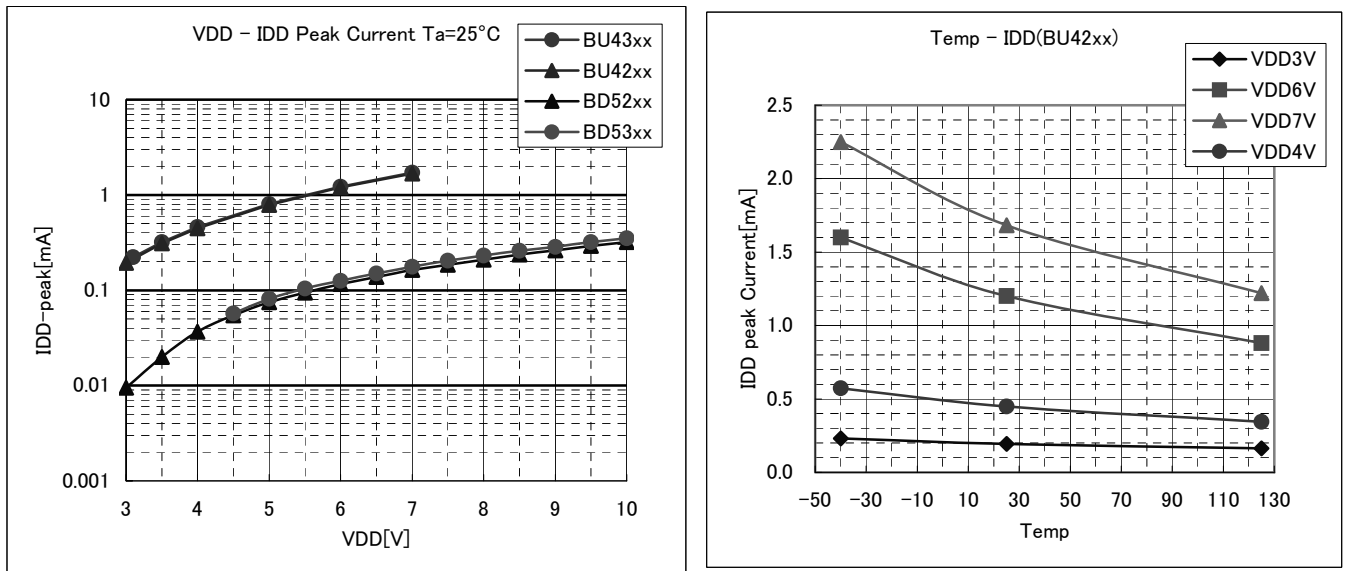 VDD - IDD Peak Current Ta=25°C
BU43xx
BU42xx
BD52xx
BD53xx
10
1
0.1
0.01
0.001
IDD-peak[mA]
3 4 5 6 7 8 9 10
VDD[V]
Temp - IDD(BU42xx)
VDD3V
VDD6V
VDD7V
VDD4V
2.5
2.0
1.5
1.0
0.5
0.0
IDD peak Current[mA]
-50 -30 -10 10 30 50 70 90 110 130
Temp